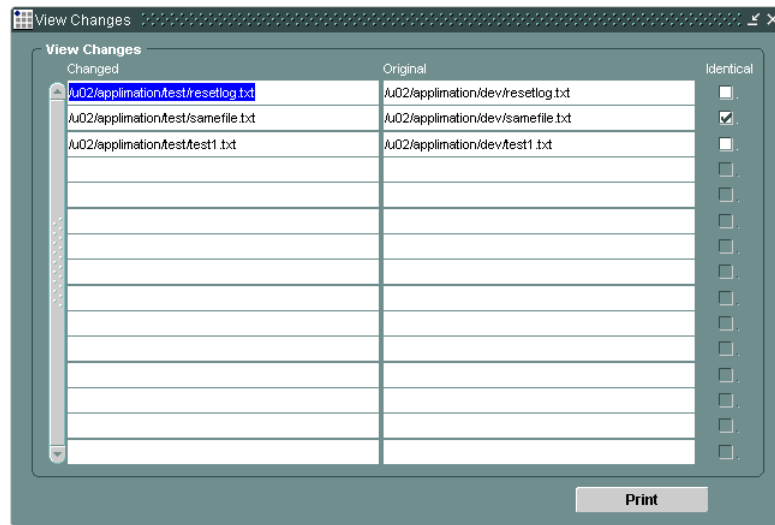 View Changes
View Changes
Changed Original Identical
/u02/applimation/test/resetlog.txt /u02/applimation/dev/resetlog.txt
/u02/applimation/test/samefile.txt /u02/applimation/dev/samefile.txt
/u02/applimation/test/test1.txt /u02/applimation/dev/test1.txt
Print